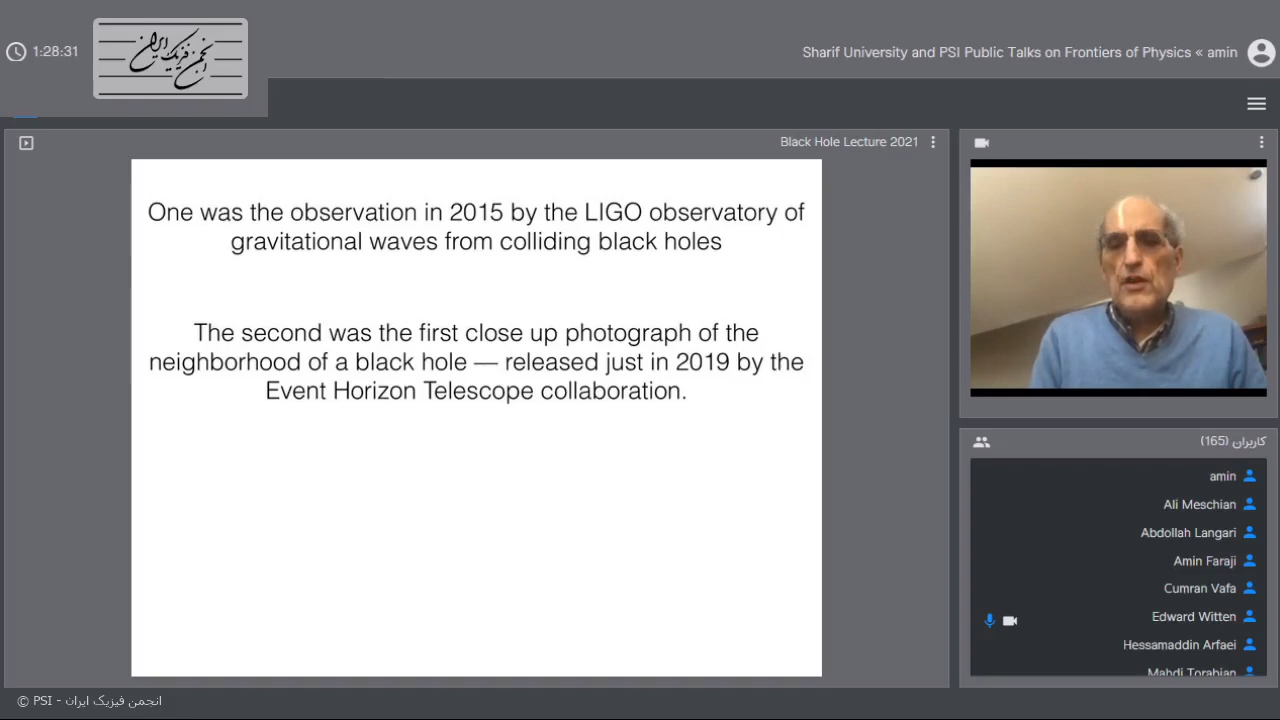 1:28:31
انجمن فیزیک ایران
Sharif University and PSI Public Talks on Frontiers of Physics « amin
Black Hole Lecture 2021
One was the observation in 2015 by the LIGO observatory of
gravitational waves from colliding black holes
The second was the first close up photograph of the
neighborhood of a black hole — released just in 2019 by the
Event Horizon Telescope collaboration.
کاربران (165)
amin
Ali Meschian
Abdollah Langari
Amin Faraji
Cumran Vafa
Edward Witten
Hessamaddin Arfaei
Mahdi Torabian
© PSI - انجمن فیزیک ایران